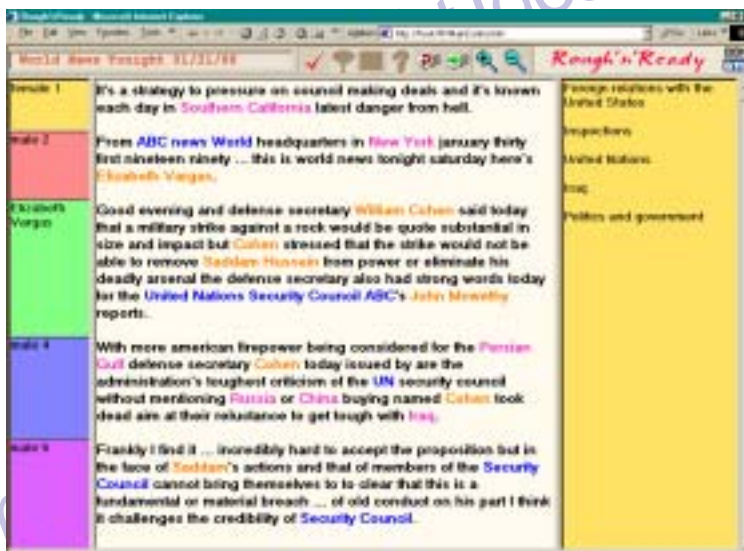 Rough'n'Ready - Microsoft Internet Explorer
World News Tonight 01/31/98
Rough'n'Ready
female 1
It's a strategy to pressure on council making deals and it's known
each day in Southern California latest danger from hell.
male 2
From ABC news World headquarters in New York january thirty
first nineteen ninety ... this is world news tonight saturday here's
Elizabeth Vargas.
Elizabeth
Vargas
Good evening and defense secretary William Cohen said today
that a military strike against a rock would be quote substantial in
size and impact but Cohen stressed that the strike would not be
able to remove Saddam Hussein from power or eliminate his
deadly arsenal the defense secretary also had strong words today
for the United Nations Security Council ABC's John Mcwethy
reports.
male 4
With more american firepower being considered for the Persian
Gulf defense secretary Cohen today issued by are the
administration's toughest criticism of the UN security council
without mentioning Russia or China buying named Cohen took
dead aim at their reluctance to get tough with Iraq.
male 5
Frankly I find it ... incredibly hard to accept the proposition but in
the face of Saddam's actions and that of members of the Security
Council cannot bring themselves to to clear that this is a
fundamental or material breach ... of old conduct on his part I think
it challenges the credibility of Security Council.
Foreign relations with the
United States
Inspections
United Nations
Iraq
Politics and government